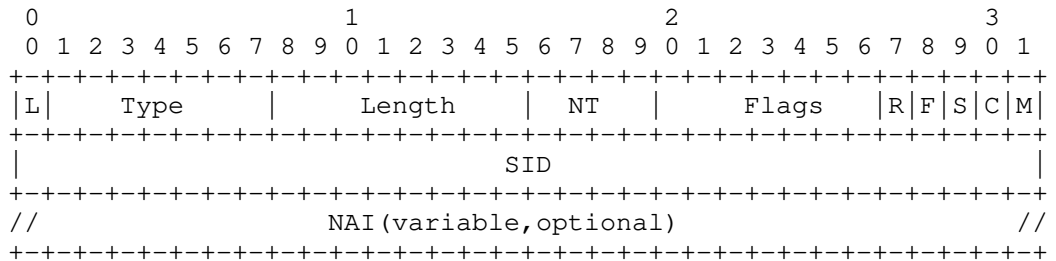 0                   1                   2                   3
 0 1 2 3 4 5 6 7 8 9 0 1 2 3 4 5 6 7 8 9 0 1 2 3 4 5 6 7 8 9 0 1
+-+-+-+-+-+-+-+-+-+-+-+-+-+-+-+-+-+-+-+-+-+-+-+-+-+-+-+-+-+-+-+-+
|L|    Type     |     Length    |  NT   |     Flags   |R|F|S|C|M|
+-+-+-+-+-+-+-+-+-+-+-+-+-+-+-+-+-+-+-+-+-+-+-+-+-+-+-+-+-+-+-+-+
|                              SID                              |
+-+-+-+-+-+-+-+-+-+-+-+-+-+-+-+-+-+-+-+-+-+-+-+-+-+-+-+-+-+-+-+-+
//                  NAI(variable,optional)                     //
+-+-+-+-+-+-+-+-+-+-+-+-+-+-+-+-+-+-+-+-+-+-+-+-+-+-+-+-+-+-+-+-+